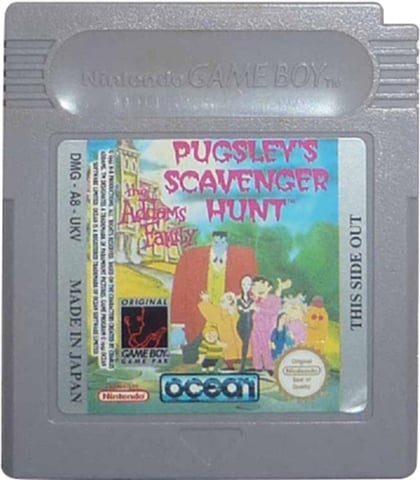 Nintendo GAME BOY™
PUGSLEY'S
SCAVENGER
HUNT™
the
Addams
Family
DMG - A8 - UKV
MADE IN JAPAN
THIS SIDE OUT
ORIGINAL
GAME BOY
GAME PAK
Nintendo
ocean
Original
Nintendo
Seal of
Quality